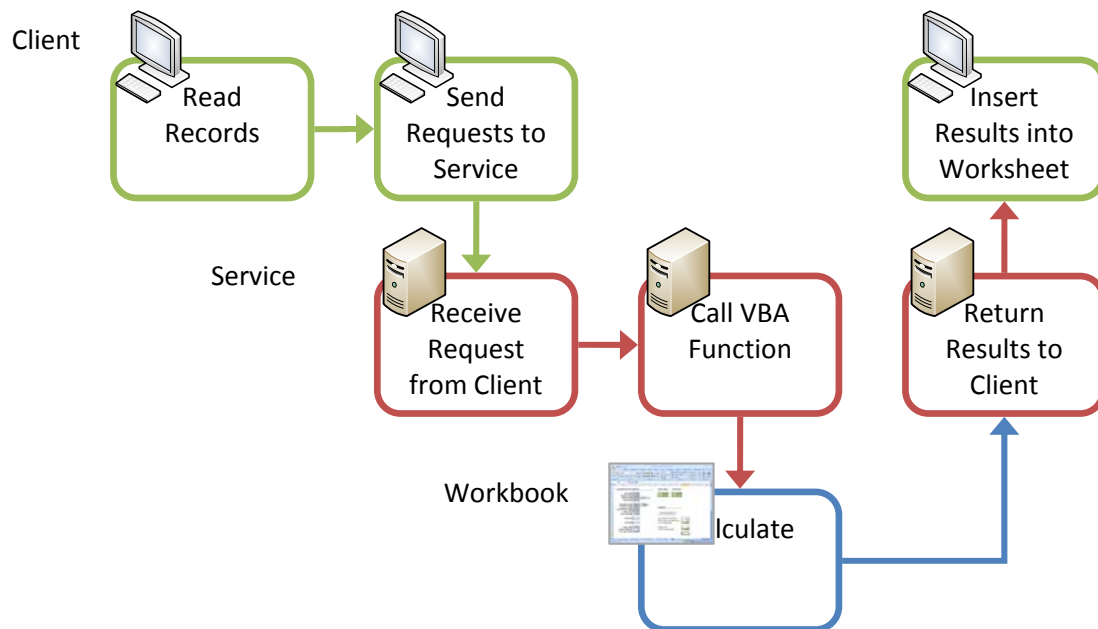 Client
Read
Records
Send
Requests to
Service
Insert
Results into
Worksheet
Service
Receive
Request
from Client
Call VBA
Function
Return
Results to
Client
Workbook
lculate